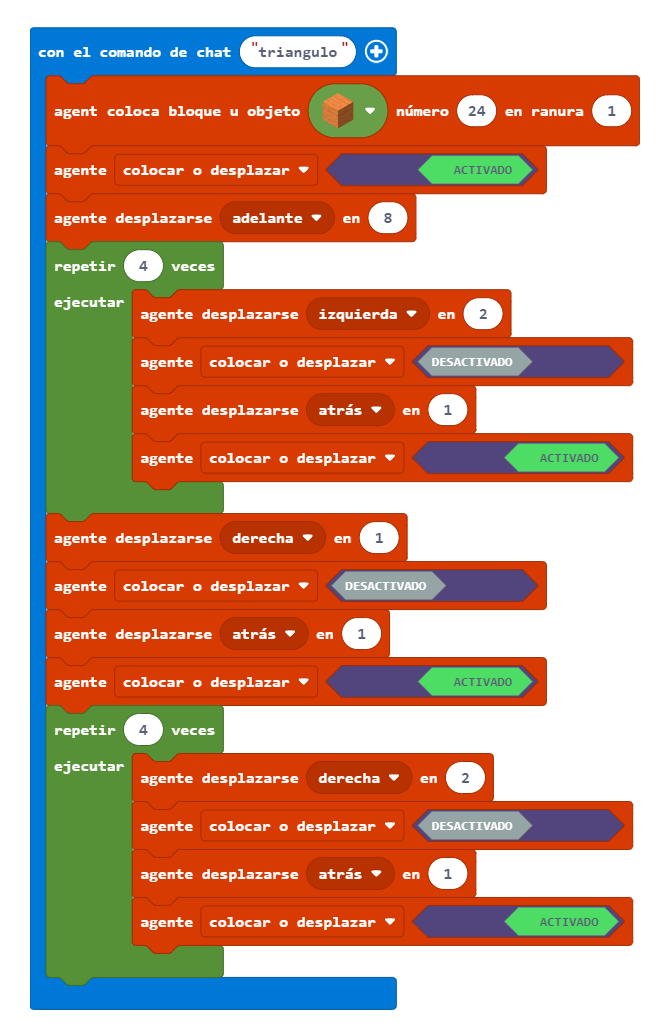 con el comando de chat "triangulo"
agent coloca bloque u objeto número 24 en ranura 1
agente colocar o desplazar ACTIVADO
agente desplazarse adelante en 8
repetir 4 veces
ejecutar
agente desplazarse izquierda en 2
agente colocar o desplazar DESACTIVADO
agente desplazarse atrás en 1
agente colocar o desplazar ACTIVADO
agente desplazarse derecha en 1
agente colocar o desplazar DESACTIVADO
agente desplazarse atrás en 1
agente colocar o desplazar ACTIVADO
repetir 4 veces
ejecutar
agente desplazarse derecha en 2
agente colocar o desplazar DESACTIVADO
agente desplazarse atrás en 1
agente colocar o desplazar ACTIVADO